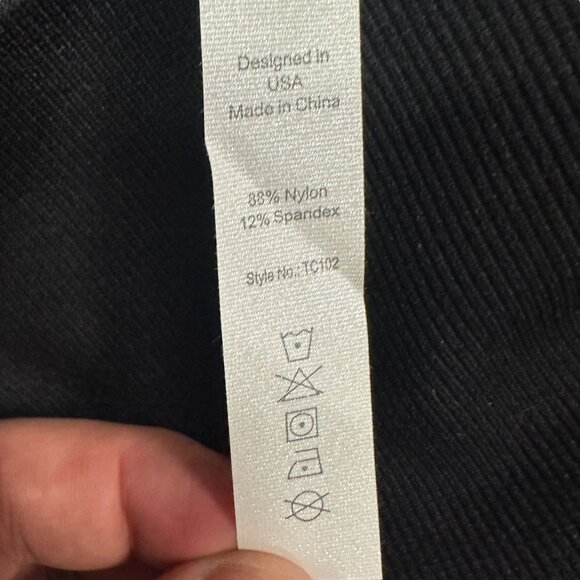 Designed in
USA
Made in China
88% Nylon
12% Spandex
Style No.: TC102